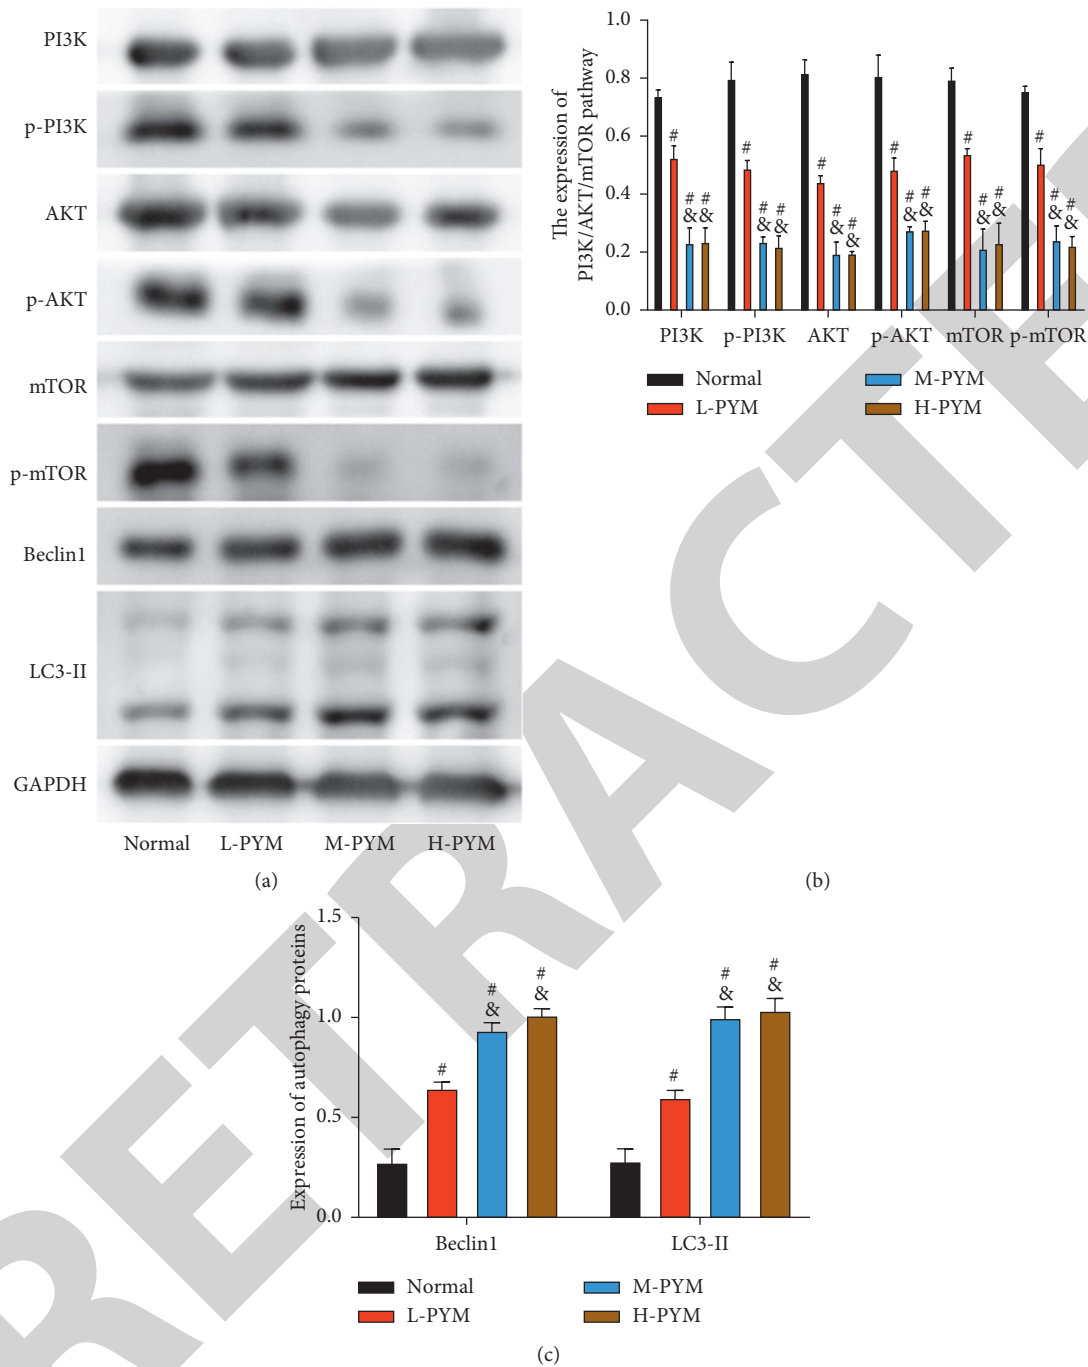 PI3K
p-PI3K
AKT
p-AKT
mTOR
p-mTOR
Beclin1
LC3-II
GAPDH
Normal L-PYM M-PYM H-PYM
(a)
The expression of
PI3K/AKT/mTOR pathway
1.0
0.8
0.6
0.4
0.2
0.0
# # & # &
# # & # &
# # & # &
# # & # &
# # & # &
# # & # &
PI3K p-PI3K AKT p-AKT mTOR p-mTOR
Normal M-PYM
L-PYM H-PYM
(b)
Expression of autophagy proteins
1.5
1.0
0.5
0.0
# # & # &
# # & # &
Beclin1 LC3-II
Normal M-PYM
L-PYM H-PYM
(c)
RETRACTED